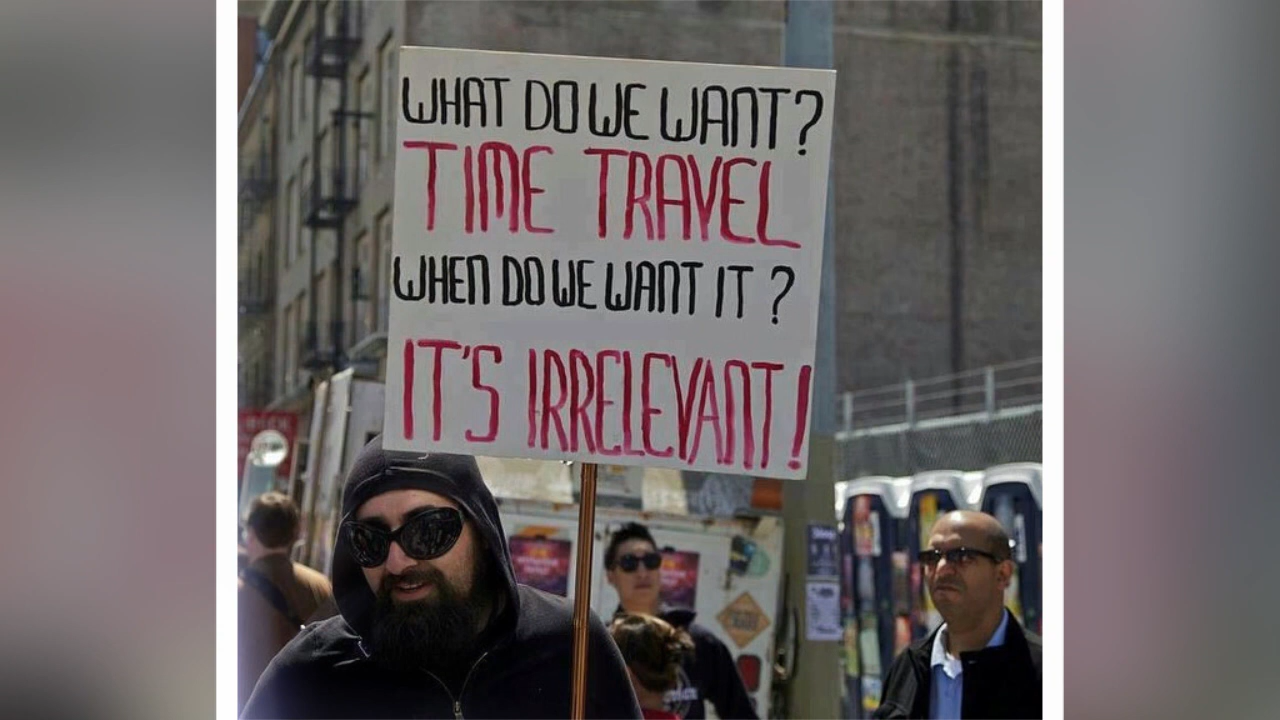 WHAT DO WE WANT?
TIME TRAVEL
WHEN DO WE WANT IT?
IT'S IRRELEVANT!